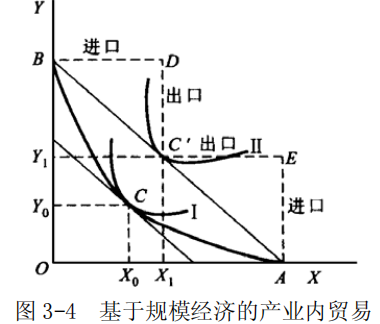 Y
进口
B
D
出口
C′ 出口 II
Y₁
E
C
进口
Y₀
I
O
X₀ X₁ A X
图 3-4 基于规模经济的产业内贸易